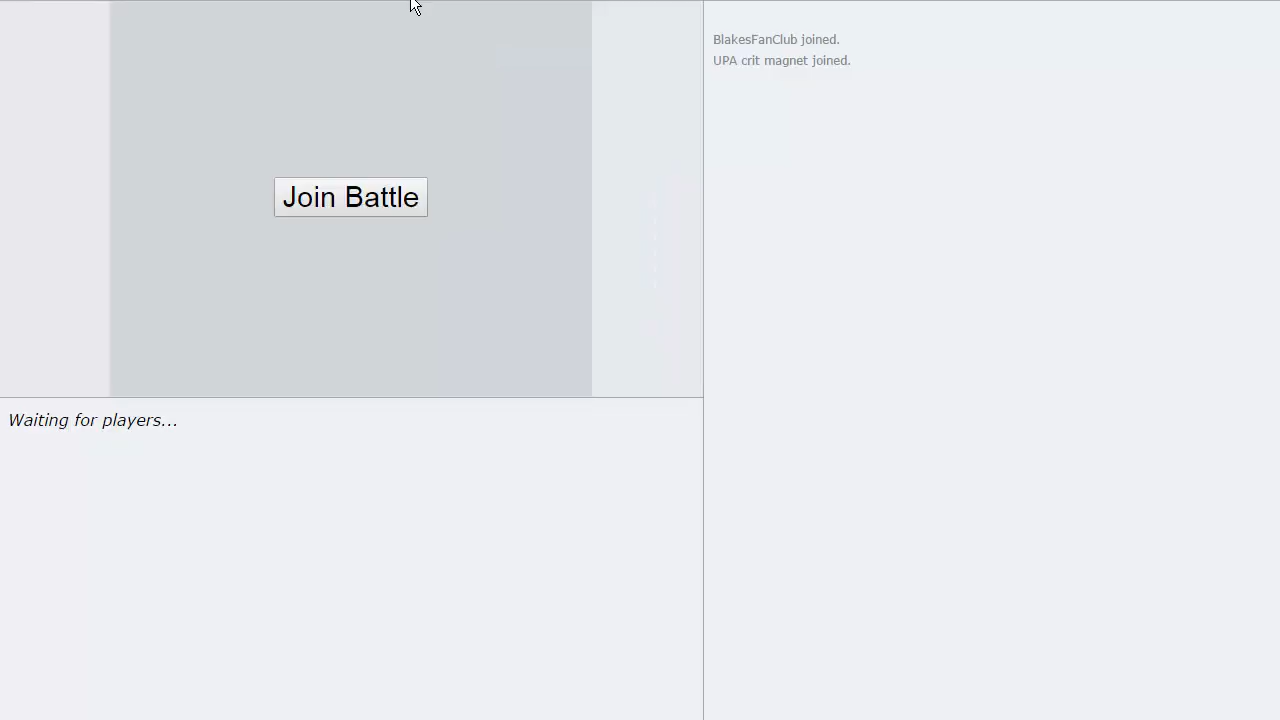 BlakesFanClub joined.
UPA crit magnet joined.
Join Battle
Waiting for players...